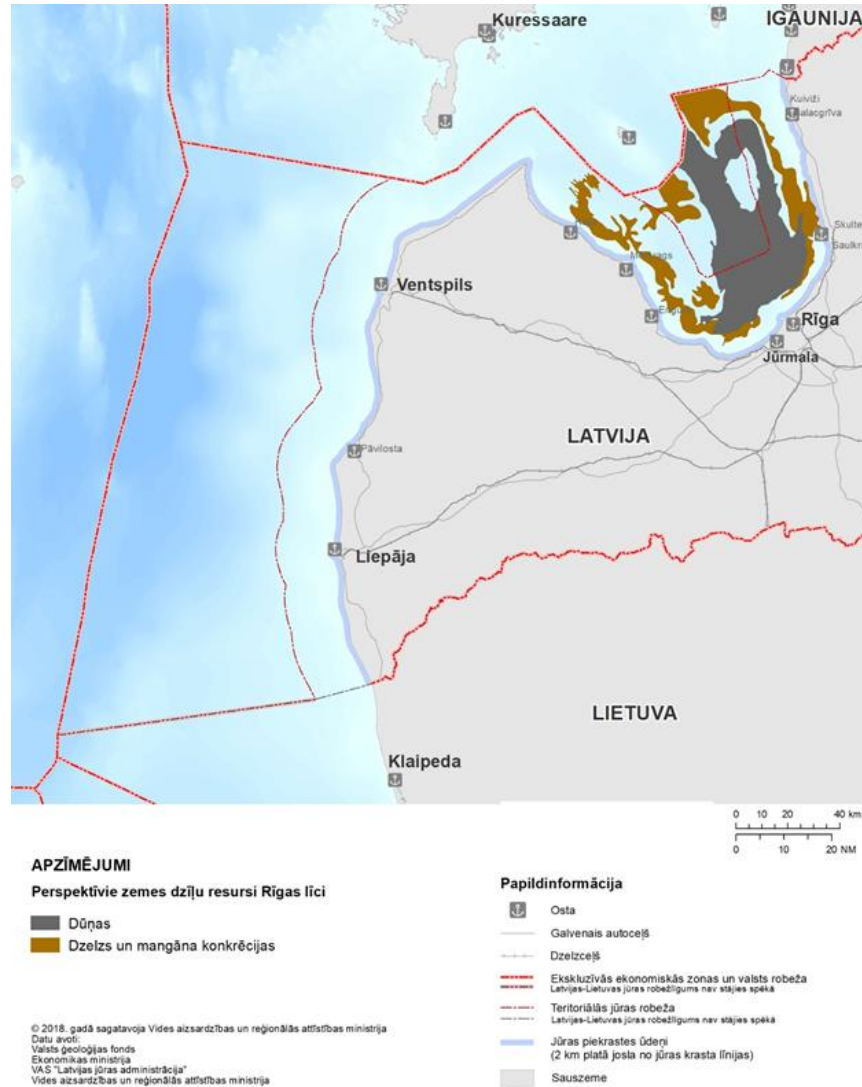 Kuressaare
IGAUNIJA
Kuiviži
Salacgrīva
Skulte
Ventspils
Rīga
Jūrmala
LATVIJA
Pāvilosta
Liepāja
LIETUVA
Klaipeda
0 10 20 40 km
0 10 20 NM
APZĪMĒJUMI
Perspektīvie zemes dzīļu resursi Rīgas līcī
Dūņas
Dzelzs un mangāna konkrēcijas
© 2018. gadā sagatavoja Vides aizsardzības un reģionālās attīstības ministrija
Datu avoti:
Valsts ģeoloģijas fonds
Ekonomikas ministrija
VAS "Latvijas jūras administrācija"
Vides aizsardzības un reģionālās attīstības ministrija
Papildinformācija
Osta
Galvenais autoceļš
Dzelzceļš
Ekskluzīvās ekonomiskās zonas un valsts robeža
Latvijas-Lietuvas jūras robežlīgums nav stājies spēkā
Teritoriālās jūras robeža
Latvijas-Lietuvas jūras robežlīgums nav stājies spēkā
Jūras piekrastes ūdeņi
(2 km platā josla no jūras krasta līnijas)
Sauszeme